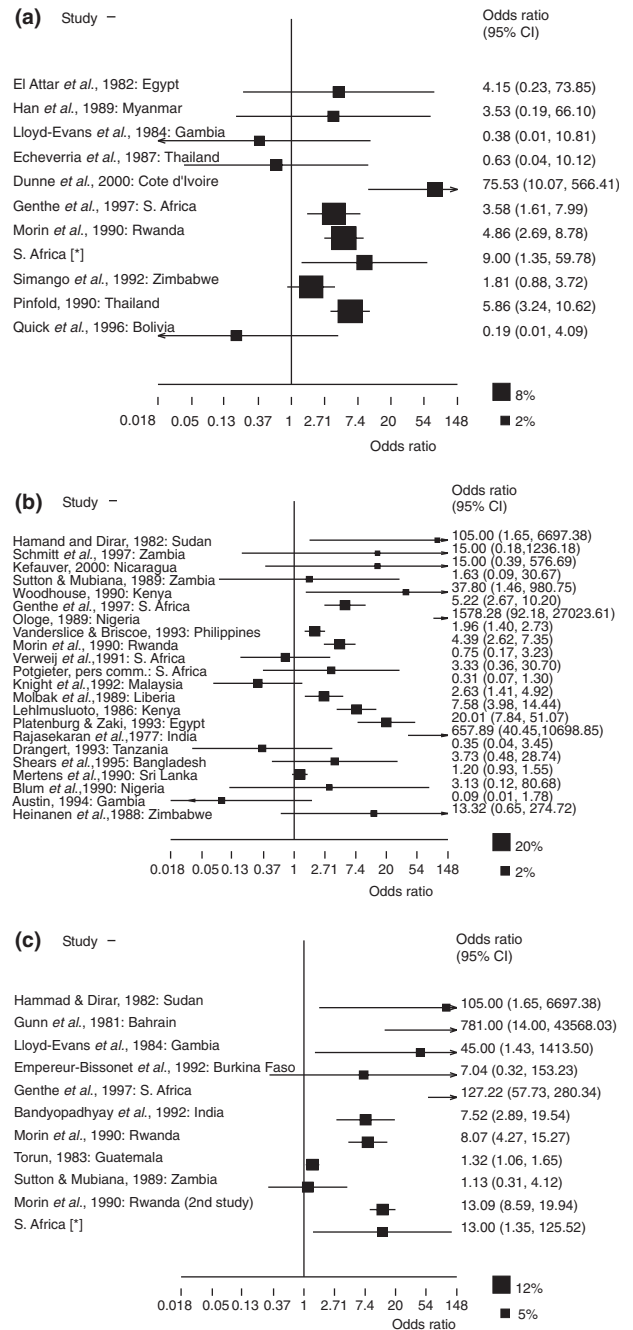 (a)
Study –
Odds ratio
(95% CI)
El Attar et al., 1982: Egypt 4.15 (0.23, 73.85)
Han et al., 1989: Myanmar 3.53 (0.19, 66.10)
Lloyd-Evans et al., 1984: Gambia 0.38 (0.01, 10.81)
Echeverria et al., 1987: Thailand 0.63 (0.04, 10.12)
Dunne et al., 2000: Cote d'Ivoire 75.53 (10.07, 566.41)
Genthe et al., 1997: S. Africa 3.58 (1.61, 7.99)
Morin et al., 1990: Rwanda 4.86 (2.69, 8.78)
S. Africa [*] 9.00 (1.35, 59.78)
Simango et al., 1992: Zimbabwe 1.81 (0.88, 3.72)
Pinfold, 1990: Thailand 5.86 (3.24, 10.62)
Quick et al., 1996: Bolivia 0.19 (0.01, 4.09)
8%
0.018 0.05 0.13 0.37 1 2.71 7.4 20 54 148 2%
Odds ratio
(b)
Study –
Odds ratio
(95% CI)
Hamand and Dirar, 1982: Sudan 105.00 (1.65, 6697.38)
Schmitt et al., 1997: Zambia 15.00 (0.18,1236.18)
Kefauver, 2000: Nicaragua 15.00 (0.39, 576.69)
Sutton & Mubiana, 1989: Zambia 1.63 (0.09, 30.67)
Woodhouse, 1990: Kenya 37.80 (1.46, 980.75)
Genthe et al., 1997: S. Africa 5.22 (2.67, 10.20)
Ologe, 1989: Nigeria 1578.28 (92.18, 27023.61)
Vanderslice & Briscoe, 1993: Philippines 1.96 (1.40, 2.73)
Morin et al., 1990: Rwanda 4.39 (2.62, 7.35)
Verweij et al.,1991: S. Africa 0.75 (0.17, 3.23)
Potgieter, pers comm.: S. Africa 3.33 (0.36, 30.70)
Knight et al.,1992: Malaysia 0.31 (0.07, 1.30)
Molbak et al.,1989: Liberia 2.63 (1.41, 4.92)
Lehlmusluoto, 1986: Kenya 7.58 (3.98, 14.44)
Platenburg & Zaki, 1993: Egypt 20.01 (7.84, 51.07)
Rajasekaran et al.,1977: India 657.89 (40.45,10698.85)
Drangert, 1993: Tanzania 0.35 (0.04, 3.45)
Shears et al.,1995: Bangladesh 3.73 (0.48, 28.74)
Mertens et al.,1990: Sri Lanka 1.20 (0.93, 1.55)
Blum et al.,1990: Nigeria 3.13 (0.12, 80.68)
Austin, 1994: Gambia 0.09 (0.01, 1.78)
Heinanen et al.,1988: Zimbabwe 13.32 (0.65, 274.72)
20%
0.018 0.05 0.13 0.37 1 2.71 7.4 20 54 148 2%
Odds ratio
(c)
Study –
Odds ratio
(95% CI)
Hammad & Dirar, 1982: Sudan 105.00 (1.65, 6697.38)
Gunn et al. 1981: Bahrain 781.00 (14.00, 43568.03)
Lloyd-Evans et al. 1984: Gambia 45.00 (1.43, 1413.50)
Empereur-Bissonet et al. 1992: Burkina Faso 7.04 (0.32, 153.23)
Genthe et al. 1997: S. Africa 127.22 (57.73, 280.34)
Bandyopadhyay et al. 1992: India 7.52 (2.89, 19.54)
Morin et al. 1990: Rwanda 8.07 (4.27, 15.27)
Torun, 1983: Guatemala 1.32 (1.06, 1.65)
Sutton & Mubiana, 1989: Zambia 1.13 (0.31, 4.12)
Morin et al. 1990: Rwanda (2nd study) 13.09 (8.59, 19.94)
S. Africa [*] 13.00 (1.35, 125.52)
12%
0.018 0.05 0.13 0.37 1 2.71 7.4 20 54 148 5%
Odds ratio